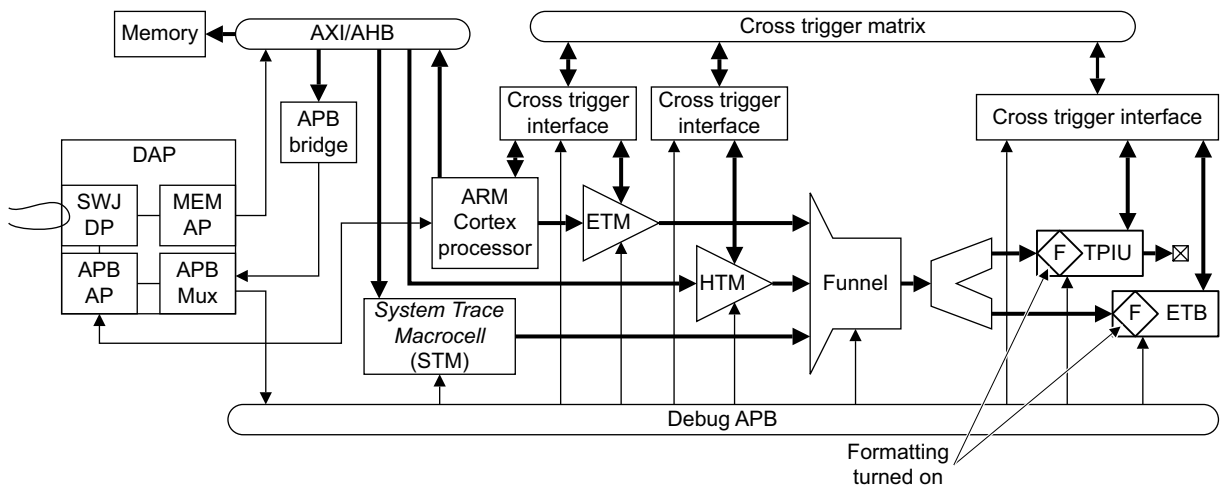 Memory
AXI/AHB
Cross trigger matrix
Cross trigger
interface
Cross trigger
interface
Cross trigger interface
APB
bridge
DAP
SWJ
DP
MEM
AP
APB
AP
APB
Mux
ARM
Cortex
processor
ETM
HTM
System Trace
Macrocell
(STM)
Funnel
F
TPIU
F
ETB
Debug APB
Formatting
turned on